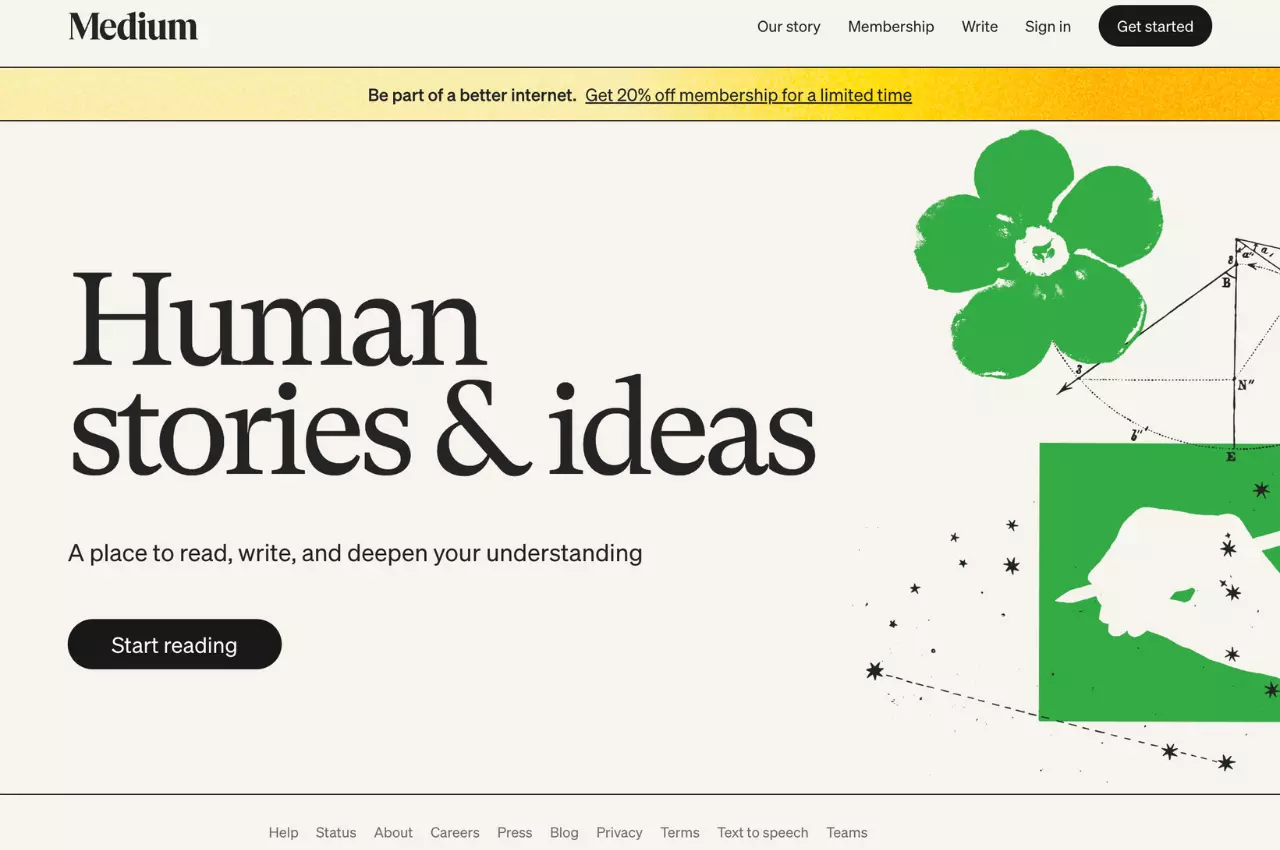 Medium
Our story Membership Write Sign in Get started
Be part of a better internet. Get 20% off membership for a limited time
Human
stories & ideas
A place to read, write, and deepen your understanding
Start reading
B
3
N"
b"
E
Help Status About Careers Press Blog Privacy Terms Text to speech Teams